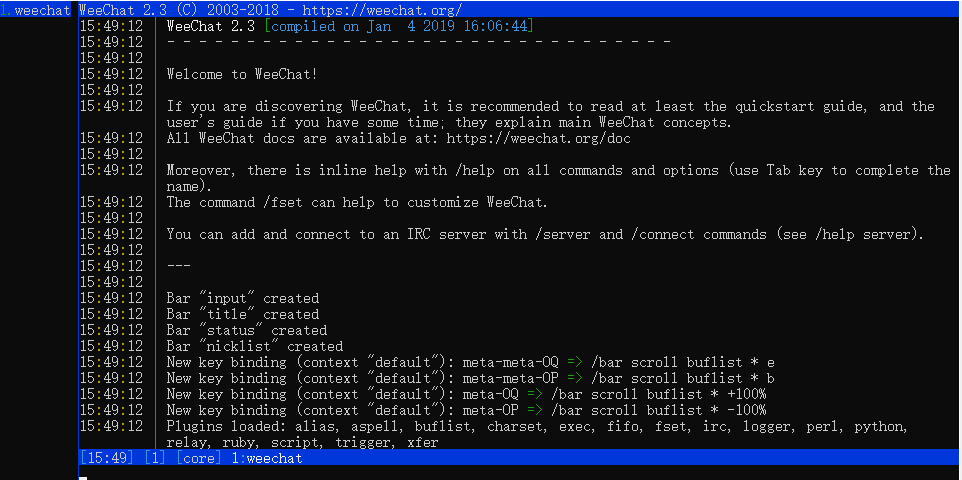 1.weechat
WeeChat 2.3 (C) 2003-2018 - https://weechat.org/
15:49:12 WeeChat 2.3 [compiled on Jan  4 2019 16:06:44]
15:49:12 - - - - - - - - - - - - - - - - - - - - - - - - - - - - - - - -
15:49:12
15:49:12 Welcome to WeeChat!
15:49:12
15:49:12 If you are discovering WeeChat, it is recommended to read at least the quickstart guide, and the
user's guide if you have some time; they explain main WeeChat concepts.
15:49:12 All WeeChat docs are available at: https://weechat.org/doc
15:49:12
15:49:12 Moreover, there is inline help with /help on all commands and options (use Tab key to complete the
name).
15:49:12 The command /fset can help to customize WeeChat.
15:49:12
15:49:12 You can add and connect to an IRC server with /server and /connect commands (see /help server).
15:49:12
15:49:12 ---
15:49:12
15:49:12 Bar "input" created
15:49:12 Bar "title" created
15:49:12 Bar "status" created
15:49:12 Bar "nicklist" created
15:49:12 New key binding (context "default"): meta-meta-OQ => /bar scroll buflist * e
15:49:12 New key binding (context "default"): meta-meta-OP => /bar scroll buflist * b
15:49:12 New key binding (context "default"): meta-OQ => /bar scroll buflist * +100%
15:49:12 New key binding (context "default"): meta-OP => /bar scroll buflist * -100%
15:49:12 Plugins loaded: alias, aspell, buflist, charset, exec, fifo, fset, irc, logger, perl, python,
relay, ruby, script, trigger, xfer
[15:49] [1] [core] 1:weechat